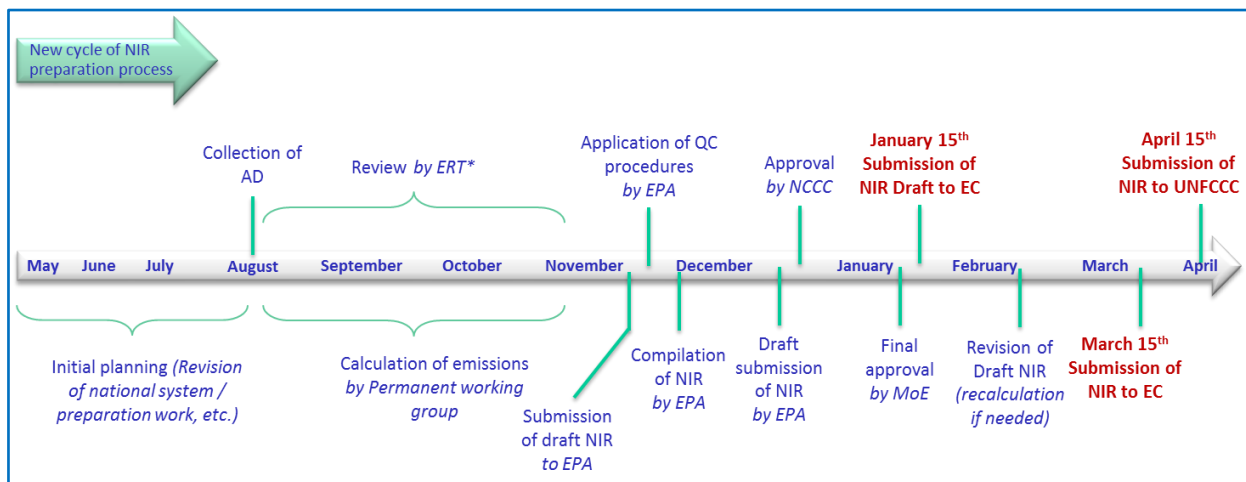 New cycle of NIR
preparation process
Collection of
AD
Review by ERT*
Application of QC
procedures
by EPA
Approval
by NCCC
January 15th
Submission of
NIR Draft to EC
April 15th
Submission of
NIR to UNFCCC
May June July August September October November December January February March April
Initial planning (Revision
of national system /
preparation work, etc.)
Calculation of emissions
by Permanent working
group
Submission
of draft NIR
to EPA
Compilation
of NIR
by EPA
Draft
submission
of NIR
by EPA
Final
approval
by MoE
Revision of
Draft NIR
(recalculation
if needed)
March 15th
Submission of
NIR to EC